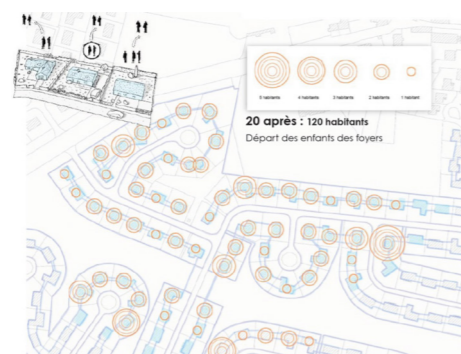 5 habitants 4 habitants 3 habitants 2 habitants 1 habitant
20 après : 120 habitants
Départ des enfants des foyers